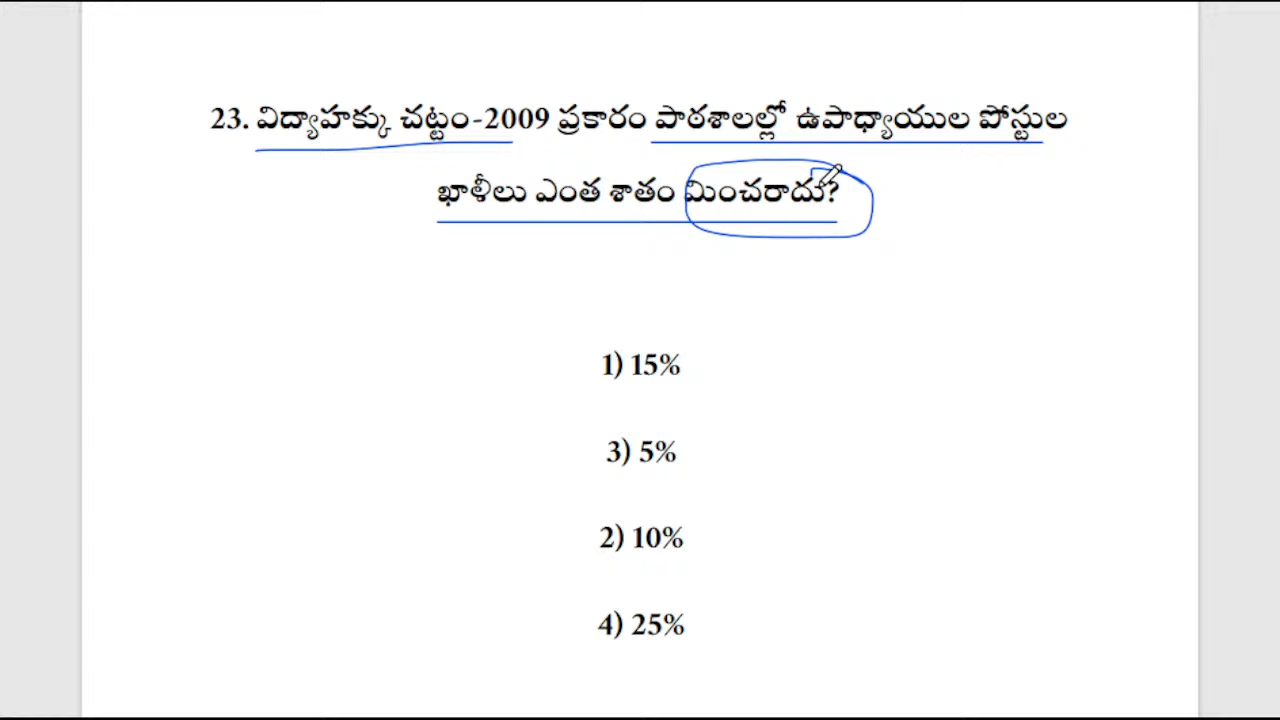 23. విద్యాహక్కు చట్టం-2009 ప్రకారం పాఠశాలల్లో ఉపాధ్యాయుల పోస్టుల
ఖాళీలు ఎంత శాతం మించరాదు?
1) 15%
3) 5%
2) 10%
4) 25%